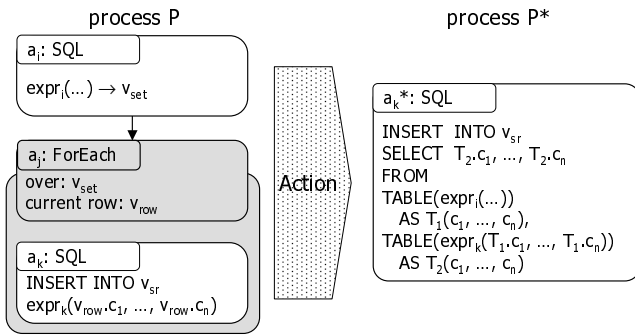 process P
a_i: SQL
expr_i(...) → v_set
a_j: ForEach
over: v_set
current row: v_row
a_k: SQL
INSERT INTO v_sr
expr_k(v_row.c_1, ..., v_row.c_n)
Action
process P*
a_k*: SQL
INSERT INTO v_sr
SELECT T_2.c_1, ..., T_2.c_n
FROM
TABLE(expr_i(...))
AS T_1(c_1, ..., c_n),
TABLE(expr_k(T_1.c_1, ..., T_1.c_n))
AS T_2(c_1, ..., c_n)